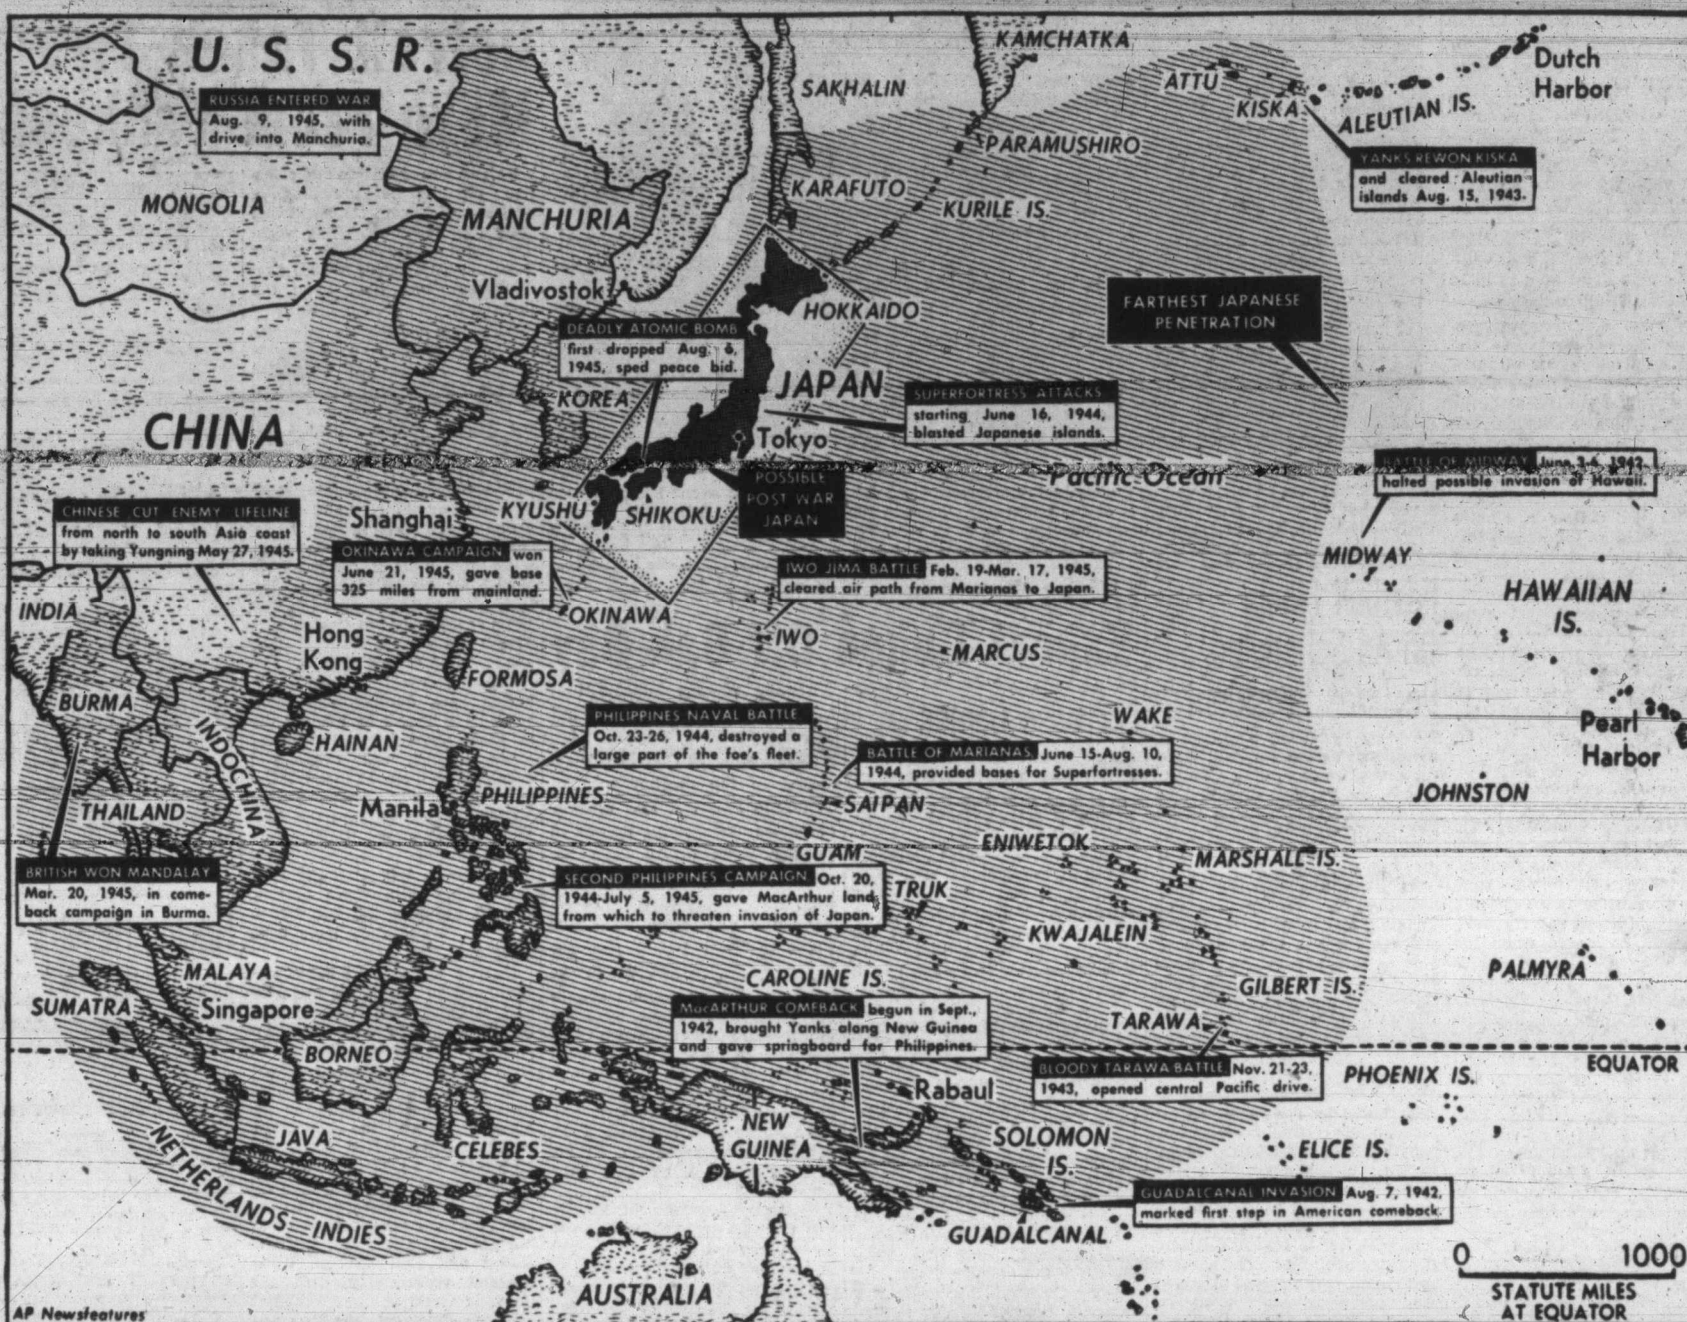 U. S. S. R.
KAMCHATKA
SAKHALIN
ATTU
KISKA
ALEUTIAN IS.
Dutch
Harbor
RUSSIA ENTERED WAR
Aug. 9, 1945, with
drive into Manchuria.
PARAMUSHIRO
YANKS REWON KISKA
and cleared Aleutian
islands Aug. 15, 1943.
MONGOLIA
MANCHURIA
KARAFUTO
KURILE IS.
Vladivostok
HOKKAIDO
FARTHEST JAPANESE
PENETRATION
DEADLY ATOMIC BOMB
first dropped Aug. 6,
1945, sped peace bid.
KOREA
JAPAN
SUPERFORTRESS ATTACKS
starting June 16, 1944,
blasted Japanese islands.
CHINA
Tokyo
Pacific Ocean
BATTLE OF MIDWAY June 3-6, 1942
halted possible invasion of Hawaii.
POSSIBLE
POST WAR
JAPAN
KYUSHU
SHIKOKU
Shanghai
CHINESE CUT ENEMY LIFELINE
from north to south Asia coast
by taking Yungning May 27, 1945.
OKINAWA CAMPAIGN won
June 21, 1945, gave base
325 miles from mainland.
IWO JIMA BATTLE Feb. 19-Mar. 17, 1945,
cleared air path from Marianas to Japan.
MIDWAY
HAWAIIAN
IS.
INDIA
OKINAWA
Hong
Kong
IWO
MARCUS
FORMOSA
BURMA
INDOCHINA
HAINAN
PHILIPPINES NAVAL BATTLE
Oct. 23-26, 1944, destroyed a
large part of the foe's fleet.
WAKE
Pearl
Harbor
BATTLE OF MARIANAS June 15-Aug. 10,
1944, provided bases for Superfortresses.
THAILAND
Manila
PHILIPPINES
SAIPAN
JOHNSTON
GUAM
ENIWETOK
MARSHALL IS.
BRITISH WON MANDALAY
Mar. 20, 1945, in come-
back campaign in Burma.
SECOND PHILIPPINES CAMPAIGN Oct. 20,
1944-July 5, 1945, gave MacArthur land
from which to threaten invasion of Japan.
TRUK
KWAJALEIN
MALAYA
CAROLINE IS.
PALMYRA
SUMATRA
Singapore
GILBERT IS.
MacARTHUR COMEBACK begun in Sept.,
1942, brought Yanks along New Guinea
and gave springboard for Philippines.
TARAWA
BORNEO
EQUATOR
BLOODY TARAWA BATTLE Nov. 21-23,
1943, opened central Pacific drive.
PHOENIX IS.
Rabaul
NEW
GUINEA
JAVA
CELEBES
SOLOMON
IS.
ELICE IS.
NETHERLANDS INDIES
GUADALCANAL INVASION Aug. 7, 1942,
marked first step in American comeback.
GUADALCANAL
AUSTRALIA
0 1000
STATUTE MILES
AT EQUATOR
AP Newsfeatures